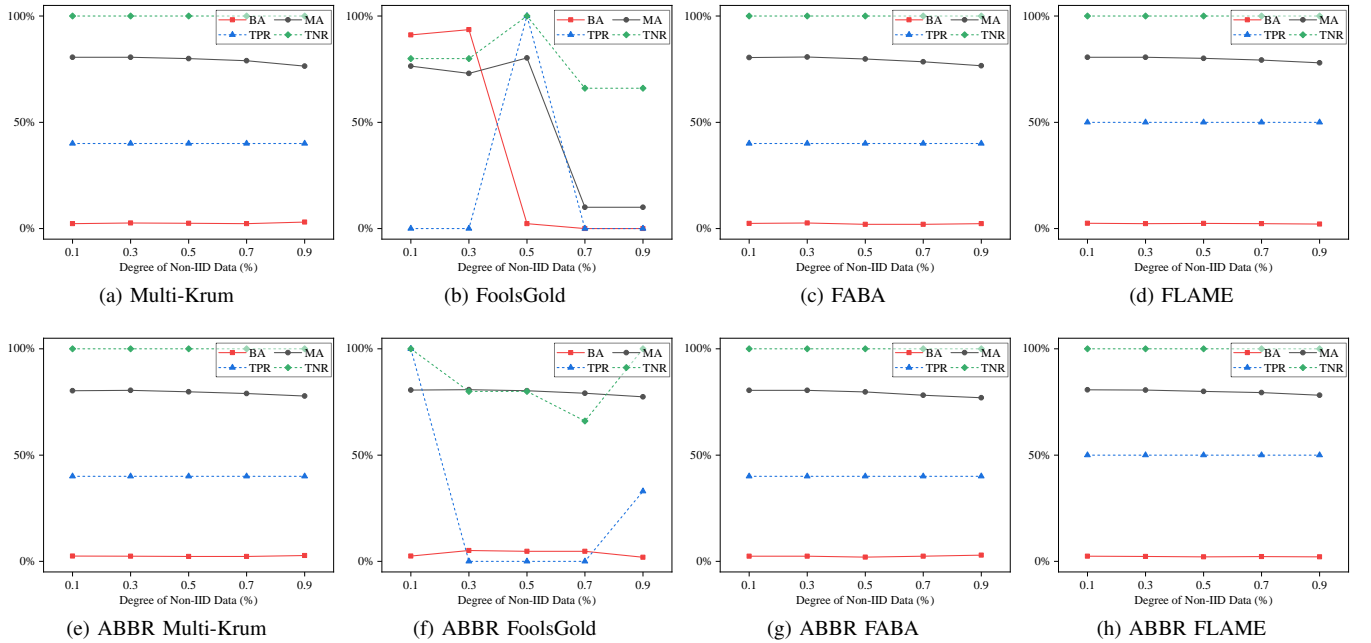 BA MA
TPR TNR
100%
50%
0%
0.1 0.3 0.5 0.7 0.9
Degree of Non-IID Data (%)
(a) Multi-Krum
BA MA
TPR TNR
100%
50%
0%
0.1 0.3 0.5 0.7 0.9
Degree of Non-IID Data (%)
(b) FoolsGold
BA MA
TPR TNR
100%
50%
0%
0.1 0.3 0.5 0.7 0.9
Degree of Non-IID Data (%)
(c) FABA
BA MA
TPR TNR
100%
50%
0%
0.1 0.3 0.5 0.7 0.9
Degree of Non-IID Data (%)
(d) FLAME
BA MA
TPR TNR
100%
50%
0%
0.1 0.3 0.5 0.7 0.9
Degree of Non-IID Data (%)
(e) ABBR Multi-Krum
BA MA
TPR TNR
100%
50%
0%
0.1 0.3 0.5 0.7 0.9
Degree of Non-IID Data (%)
(f) ABBR FoolsGold
BA MA
TPR TNR
100%
50%
0%
0.1 0.3 0.5 0.7 0.9
Degree of Non-IID Data (%)
(g) ABBR FABA
BA MA
TPR TNR
100%
50%
0%
0.1 0.3 0.5 0.7 0.9
Degree of Non-IID Data (%)
(h) ABBR FLAME